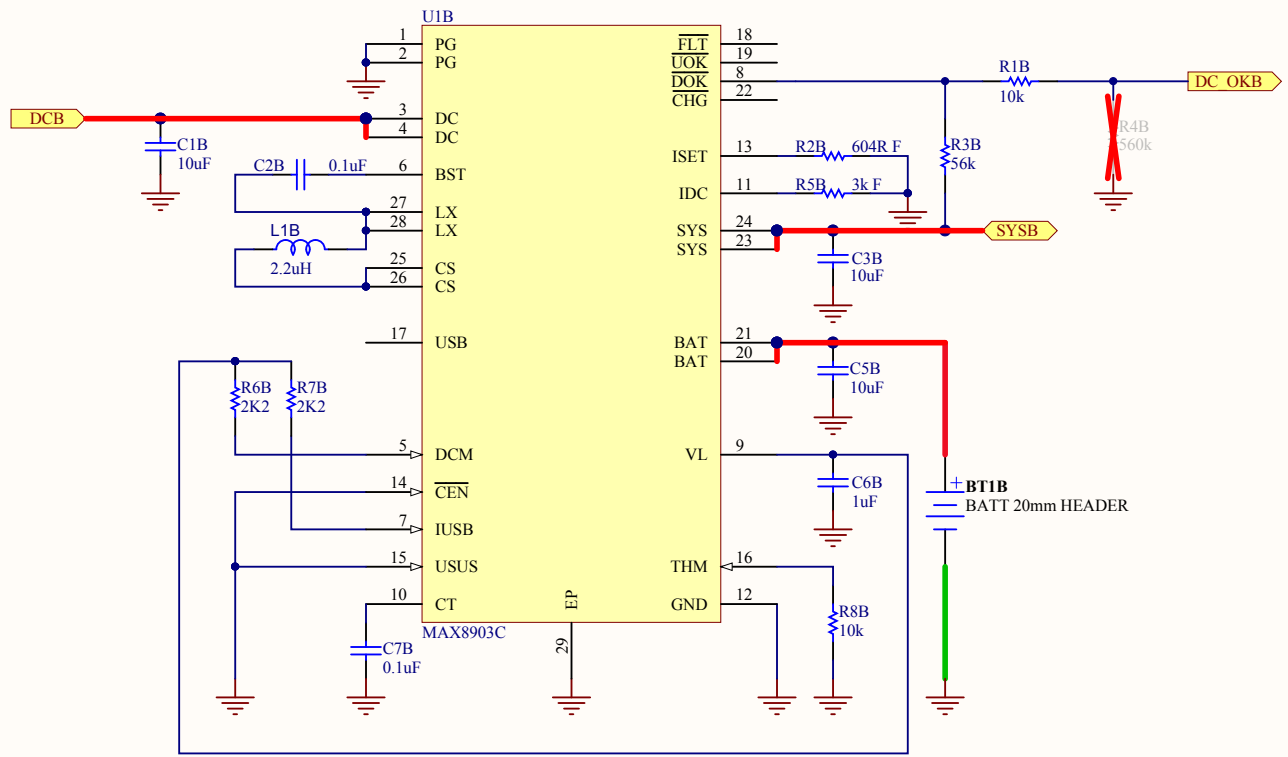 U1B
1
PG
2
PG
DCB
3
DC
4
DC
C1B
10uF
C2B
0.1uF
6
BST
27
LX
28
LX
L1B
2.2uH
25
CS
26
CS
17
USB
R6B
2K2
R7B
2K2
5
DCM
14
CEN
7
IUSB
15
USUS
10
CT
MAX8903C
C7B
0.1uF
EP
29
18
FLT
19
UOK
8
DOK
22
CHG
R1B
10k
DC_OKB
R4B
560k
R3B
56k
13
ISET
R2B
604R F
11
IDC
R5B
3k F
24
SYS
23
SYS
SYSB
C3B
10uF
21
BAT
20
BAT
C5B
10uF
9
VL
C6B
1uF
+
BT1B
BATT 20mm HEADER
16
THM
12
GND
R8B
10k